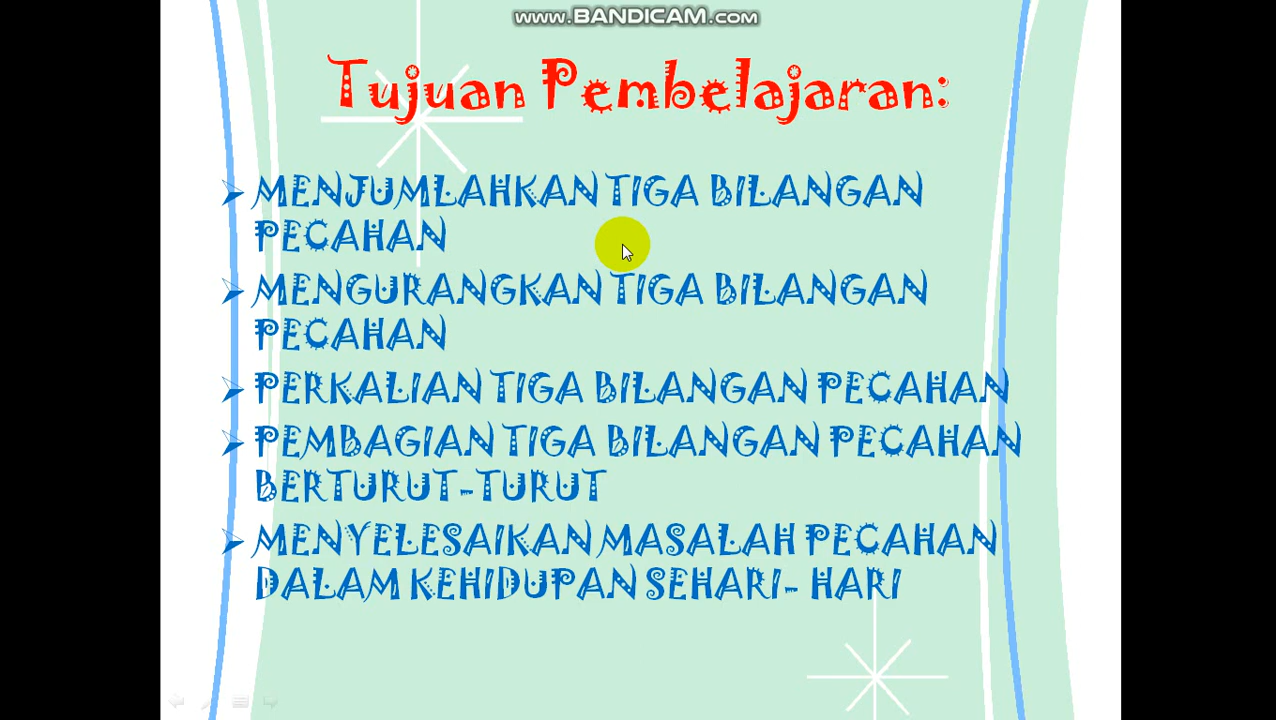 www.BANDICAM.com
Tujuan Pembelajaran:
MENJUMLAHKAN TIGA BILANGAN
PECAHAN
MENGURANGKAN TIGA BILANGAN
PECAHAN
PERKALIAN TIGA BILANGAN PECAHAN
PEMBAGIAN TIGA BILANGAN PECAHAN
BERTURUT-TURUT
MENYELESAIKAN MASALAH PECAHAN
DALAM KEHIDUPAN SEHARI- HARI